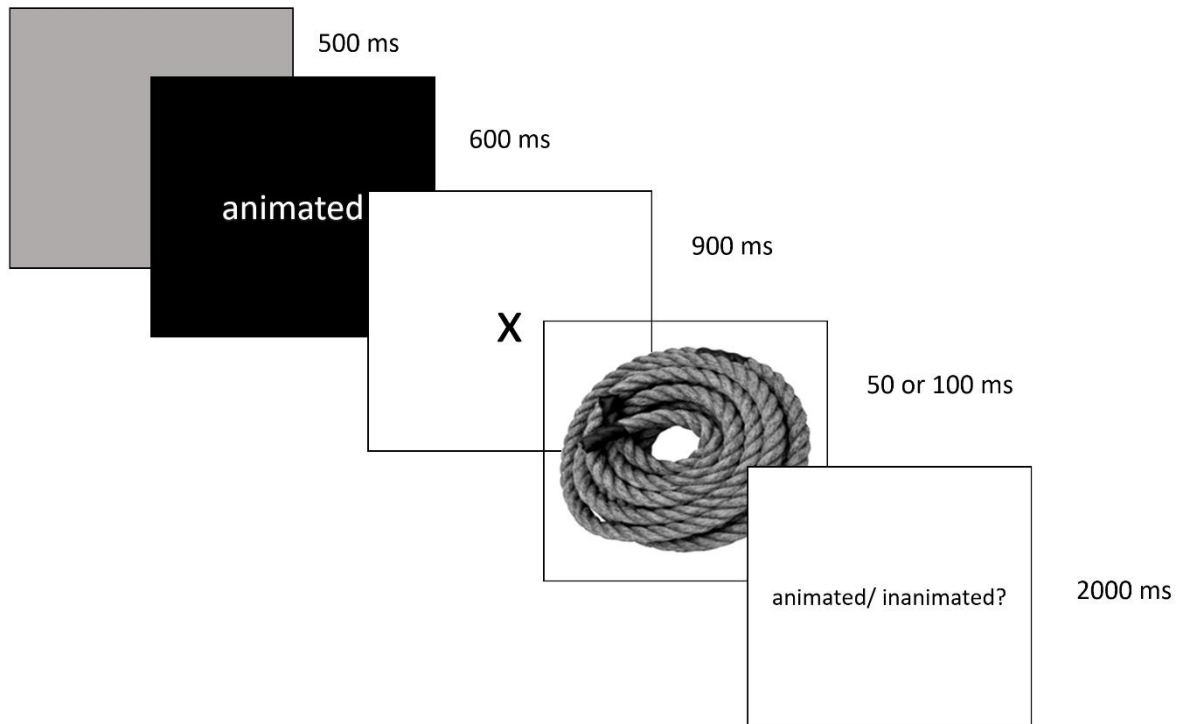 500 ms
600 ms
animated
900 ms
X
50 or 100 ms
animated/ inanimated?
2000 ms